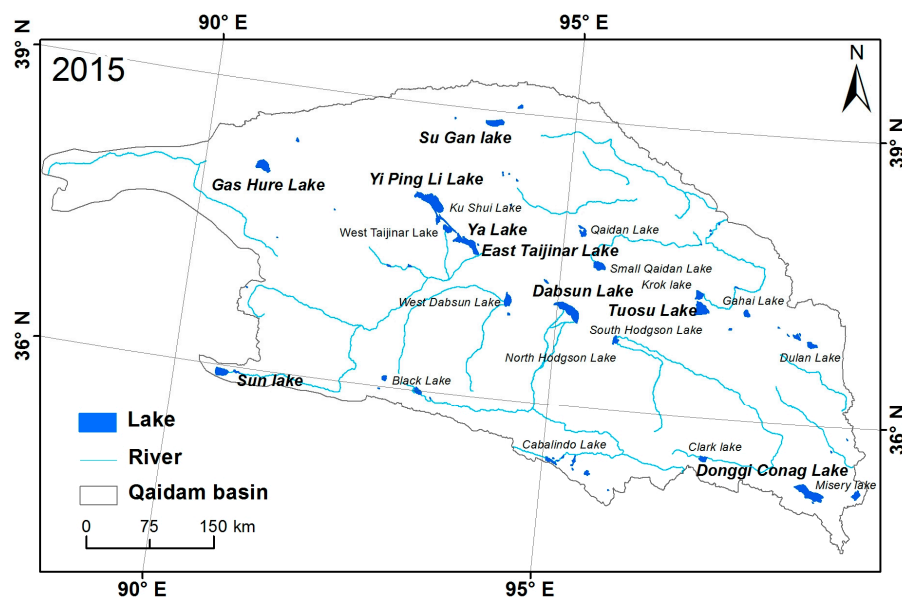 90° E
95° E
39° N
2015
N
Su Gan lake
39° N
Gas Hure Lake
Yi Ping Li Lake
Ku Shui Lake
West Taijinar Lake
Ya Lake
Qaidan Lake
East Taijinar Lake
Small Qaidan Lake
Krok lake
Dabsun Lake
West Dabsun Lake
Gahai Lake
Tuosu Lake
36° N
South Hodgson Lake
North Hodgson Lake
Dulan Lake
Sun lake
Black Lake
Lake
36° N
Cabalindo Lake
Clark lake
River
Donggi Conag Lake
Misery lake
Qaidam basin
0 75 150 km
90° E
95° E